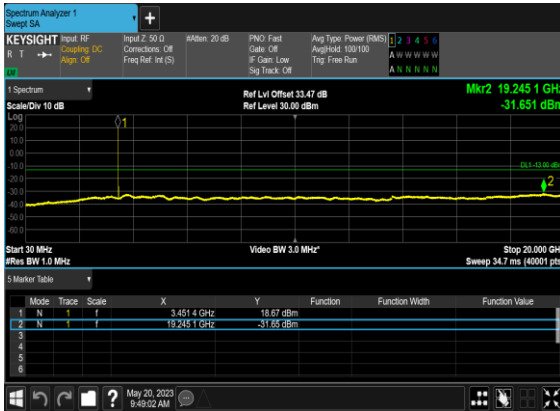 Spectrum Analyzer 1
Swept SA
KEYSIGHT Input: RF Input Z: 50 Ω #Atten: 20 dB PNO: Fast Avg Type: Power (RMS) 1 2 3 4 5 6
R T Coupling: DC Corrections: Off Gate: Off Avg|Hold: 100/100 A W W W W W
Align: Off Freq Ref: Int (S) IF Gain: Low Trig: Free Run
Sig Track: Off A N N N N N
LW
1 Spectrum Ref Lvl Offset 33.47 dB Mkr2 19.245 1 GHz
Scale/Div 10 dB Ref Level 30.00 dBm -31.651 dBm
Log
20.0
10.0
0.00
-10.0
-20.0
-30.0
-40.0
-50.0
-60.0
1
DL1 -13.00 dBm
2
Start 30 MHz Video BW 3.0 MHz* Stop 20.000 GHz
#Res BW 1.0 MHz Sweep 34.7 ms (40001 pts)
5 Marker Table
Mode Trace Scale X Y Function Function Width Function Value
1 N 1 f 3.451 4 GHz 18.67 dBm
2 N 1 f 19.245 1 GHz -31.65 dBm
3
4
5
6
? May 20, 2023
9:49:02 AM